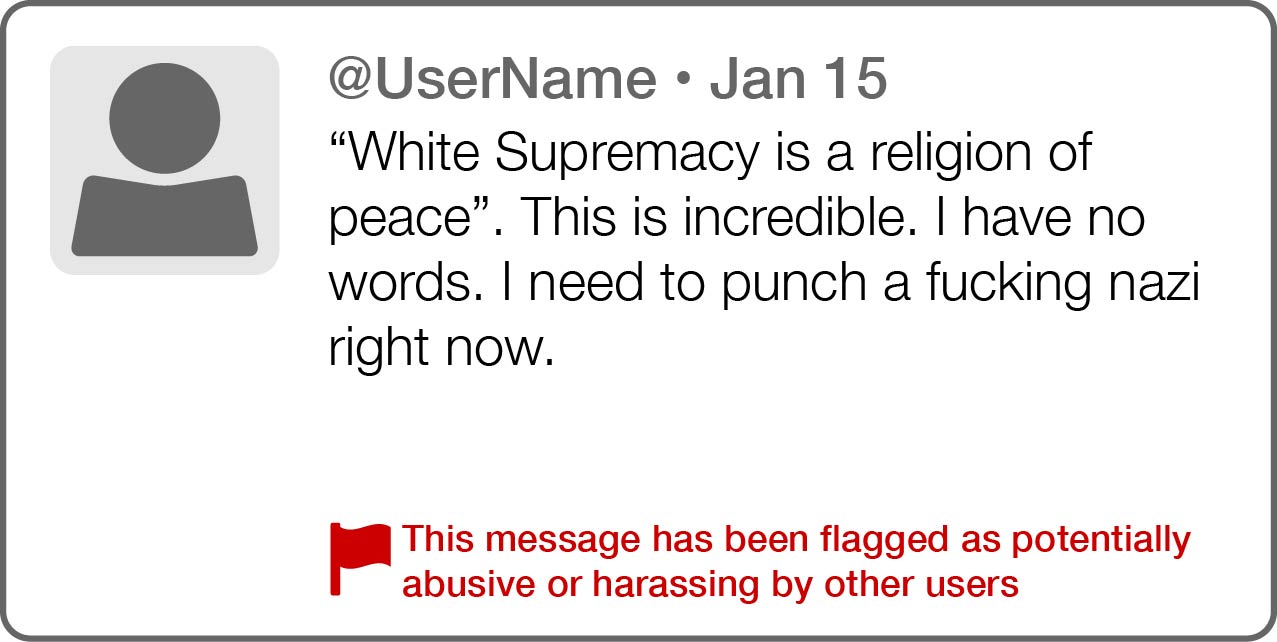 @UserName • Jan 15
“White Supremacy is a religion of
peace”. This is incredible. I have no
words. I need to punch a fucking nazi
right now.
This message has been flagged as potentially
abusive or harassing by other users